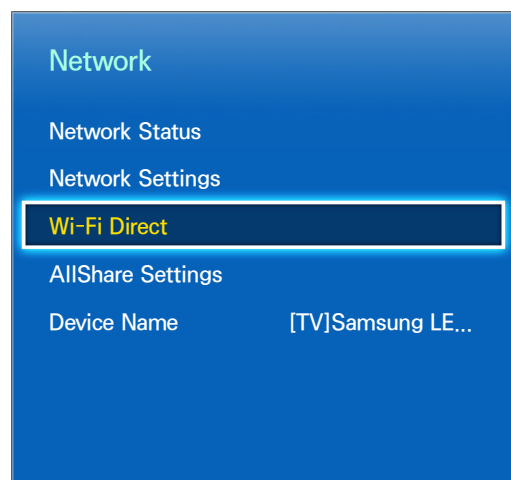 Network
Network Status
Network Settings
Wi-Fi Direct
AllShare Settings
Device Name [TV]Samsung LE...